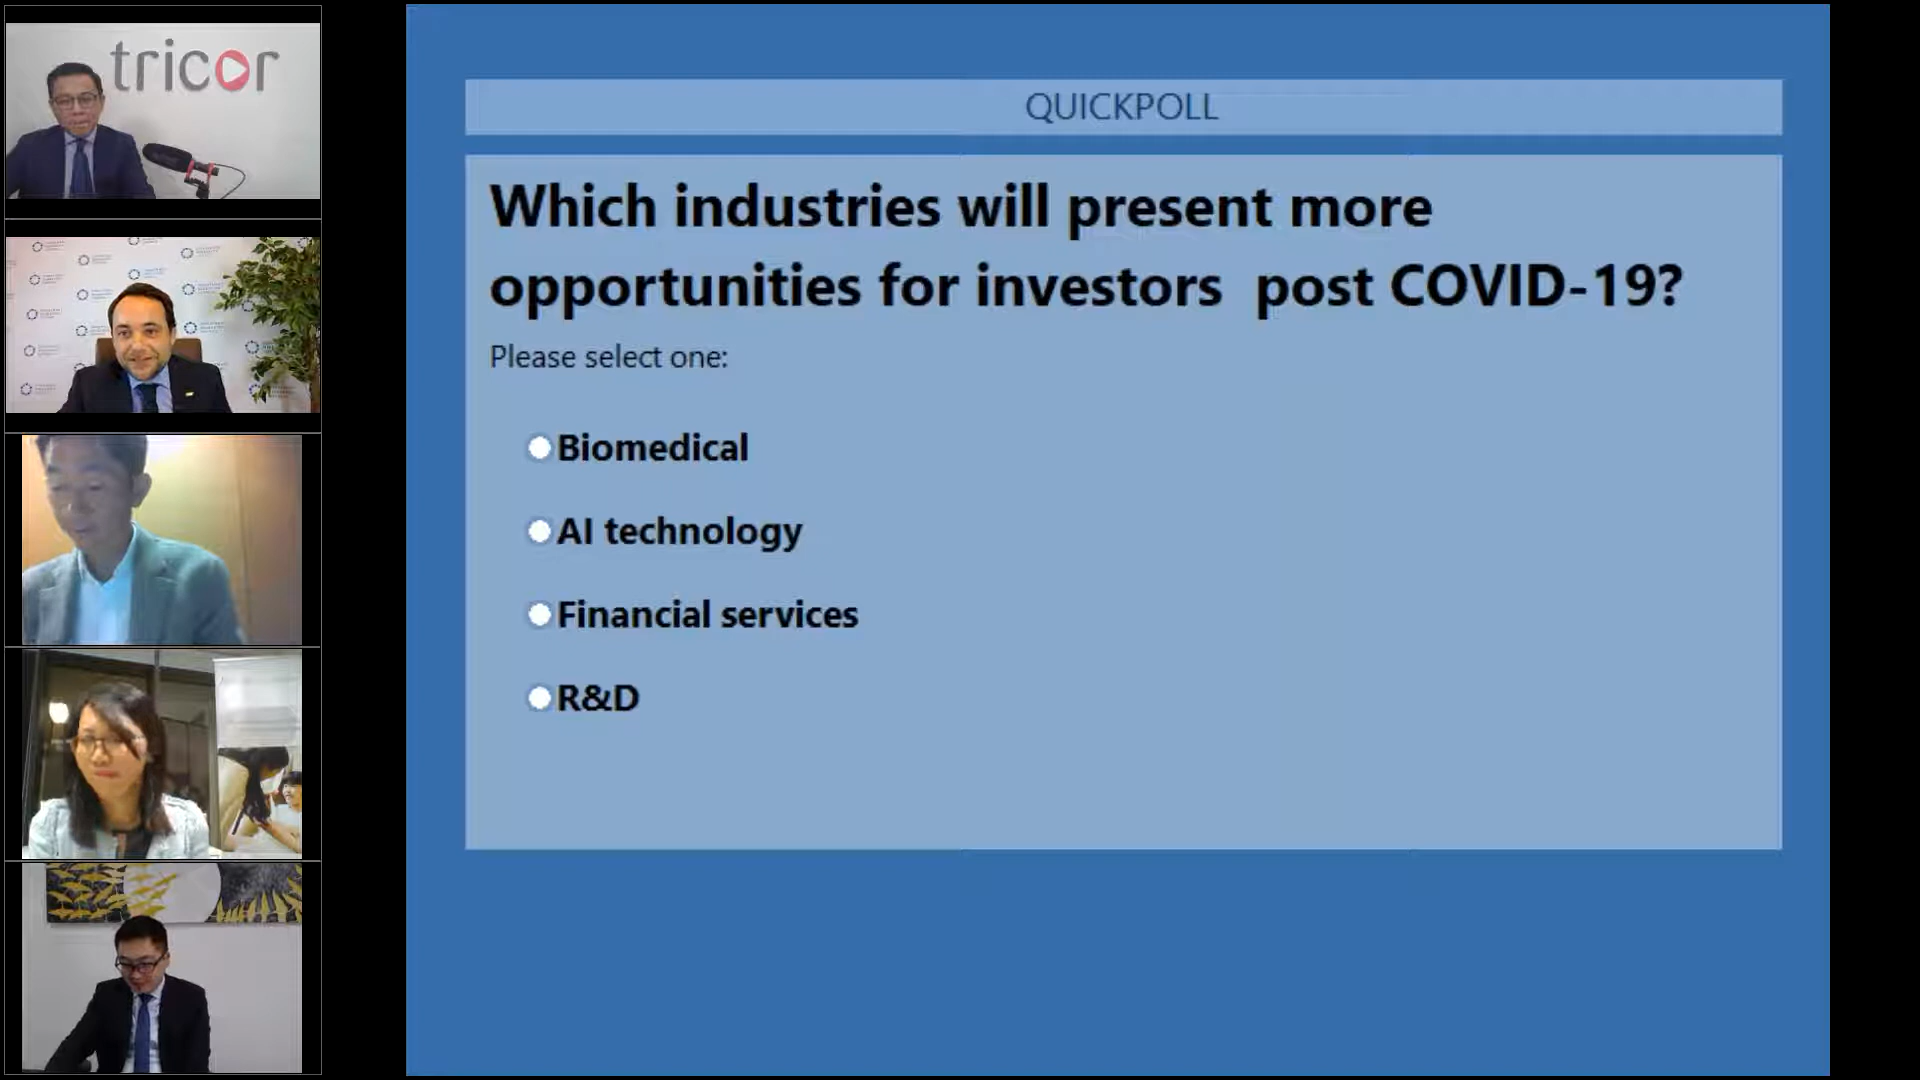 tricor
QUICKPOLL
Which industries will present more
opportunities for investors post COVID-19?
Please select one:
Biomedical
AI technology
Financial services
R&D